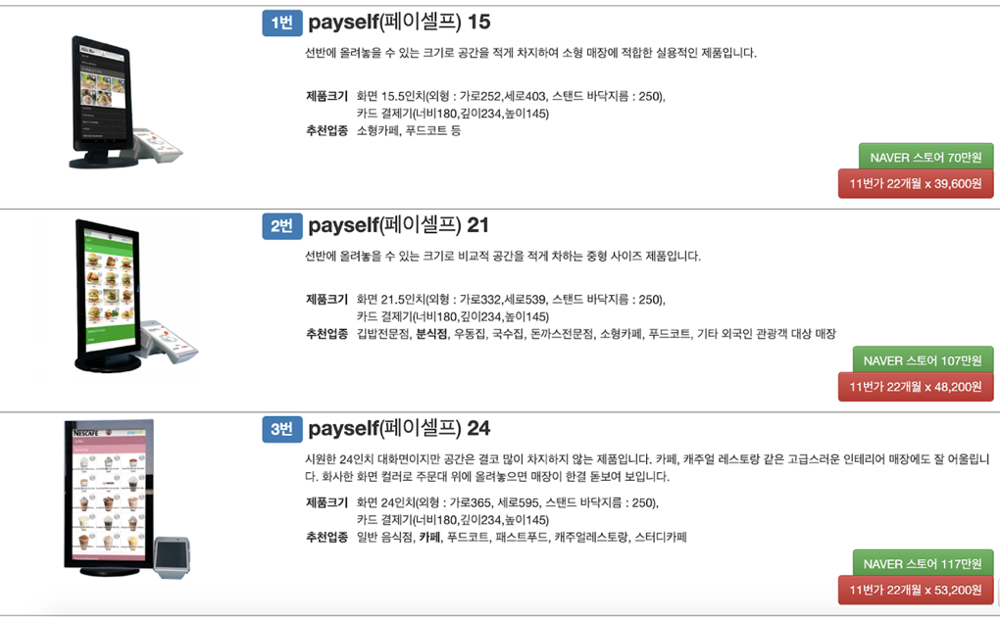 1번 payself(페이셀프) 15
선반에 올려놓을 수 있는 크기로 공간을 적게 차지하여 소형 매장에 적합한 실용적인 제품입니다.
제품크기 화면 15.5인치(외형 : 가로252,세로403, 스탠드 바닥지름 : 250),
카드 결제기(너비180,깊이234,높이145)
추천업종 소형카페, 푸드코트 등
NAVER 스토어 70만원
11번가 22개월 x 39,600원
2번 payself(페이셀프) 21
선반에 올려놓을 수 있는 크기로 비교적 공간을 적게 차하는 중형 사이즈 제품입니다.
제품크기 화면 21.5인치(외형 : 가로332,세로539, 스탠드 바닥지름 : 250),
카드 결제기(너비180,깊이234,높이145)
추천업종 김밥전문점, 분식점, 우동집, 국수집, 돈까스전문점, 소형카페, 푸드코트, 기타 외국인 관광객 대상 매장
NAVER 스토어 107만원
11번가 22개월 x 48,200원
NESCAFE
3번 payself(페이셀프) 24
시원한 24인치 대화면이지만 공간은 결코 많이 차지하지 않는 제품입니다. 카페, 캐주얼 레스토랑 같은 고급스러운 인테리어 매장에도 잘 어울립니
다. 화사한 화면 컬러로 주문대 위에 올려놓으면 매장이 한결 돋보여 보입니다.
제품크기 화면 24인치(외형 : 가로365, 세로595, 스탠드 바닥지름 : 250),
카드 결제기(너비180,깊이234,높이145)
추천업종 일반 음식점, 카페, 푸드코트, 패스트푸드, 캐주얼레스토랑, 스터디카페
NAVER 스토어 117만원
11번가 22개월 x 53,200원